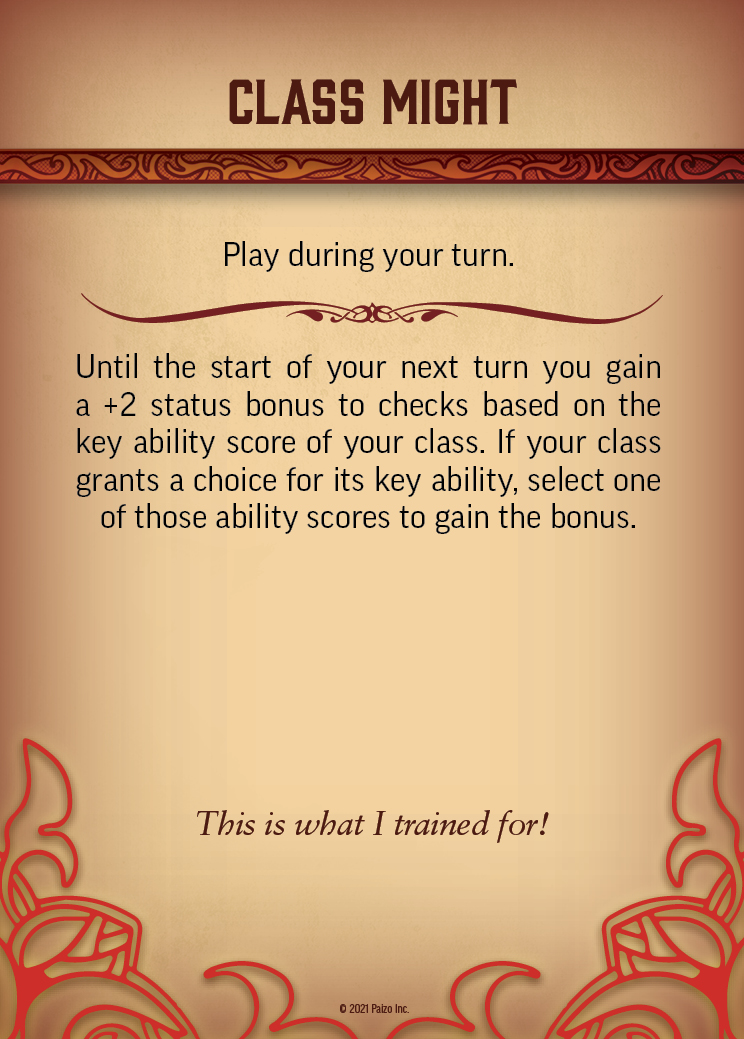 CLASS MIGHT
Play during your turn.
Until the start of your next turn you gain
a +2 status bonus to checks based on the
key ability score of your class. If your class
grants a choice for its key ability, select one
of those ability scores to gain the bonus.
This is what I trained for!
© 2021 Paizo Inc.